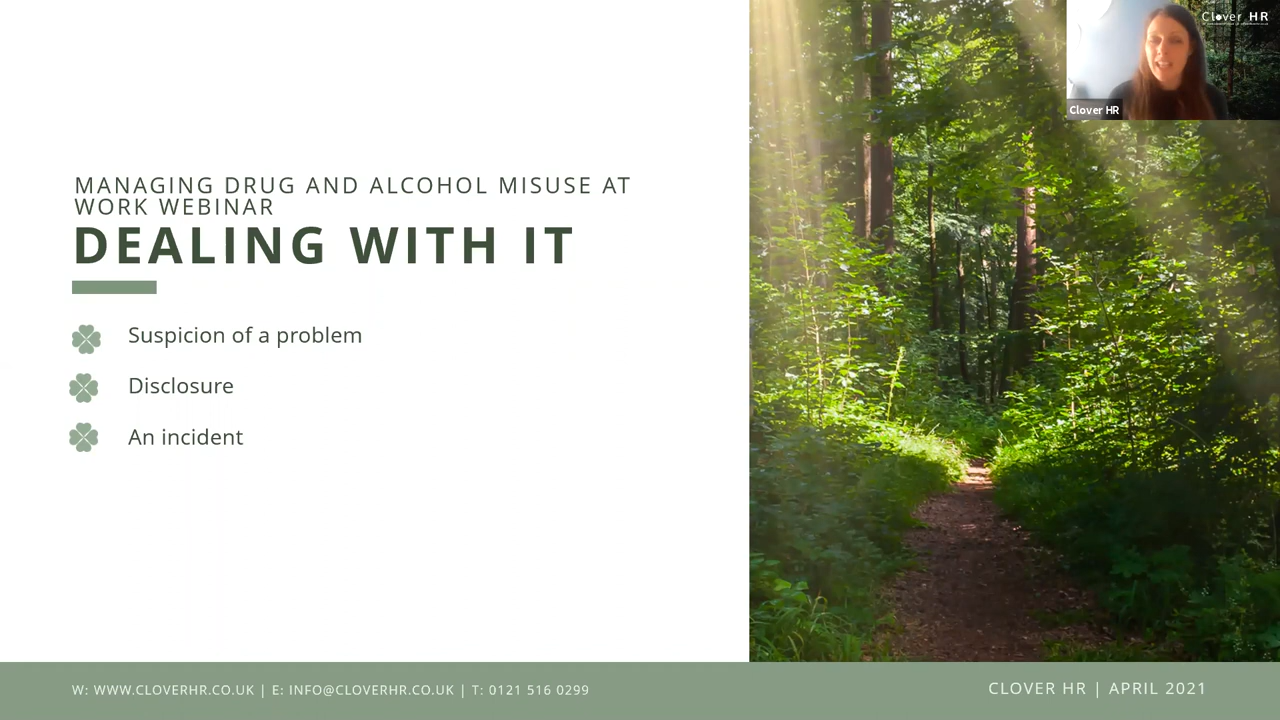 Clover HR
Clover HR
MANAGING DRUG AND ALCOHOL MISUSE AT
WORK WEBINAR
DEALING WITH IT
Suspicion of a problem
Disclosure
An incident
W: WWW.CLOVERHR.CO.UK | E: INFO@CLOVERHR.CO.UK | T: 0121 516 0299
CLOVER HR | APRIL 2021